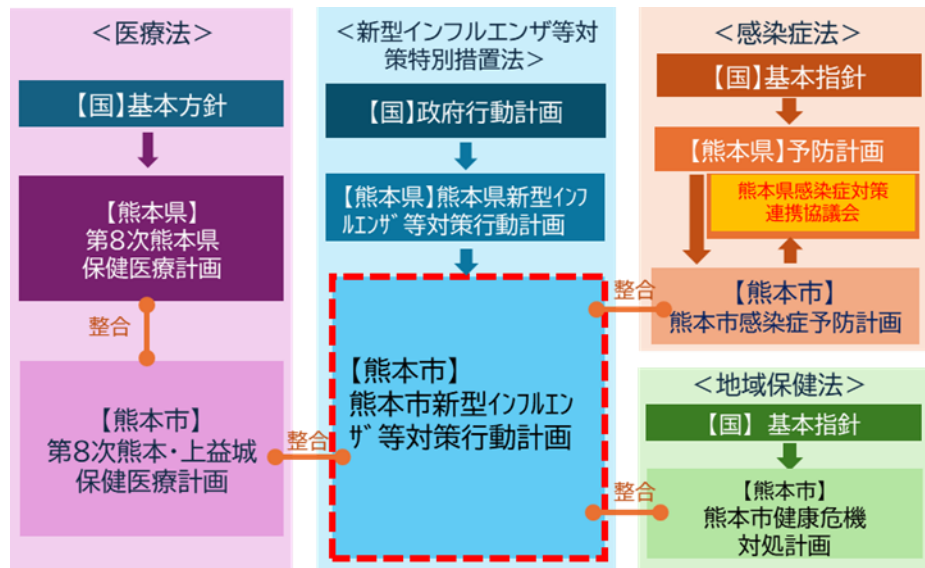 ＜医療法＞
【国】基本方針
【熊本県】
第8次熊本県
保健医療計画
整合
【熊本市】
第8次熊本・上益城
保健医療計画
整合
＜新型インフルエンザ等対
策特別措置法＞
【国】政府行動計画
【熊本県】熊本県新型ｲﾝﾌ
ﾙｴﾝｻﾞ等対策行動計画
【熊本市】
熊本市新型ｲﾝﾌﾙｴﾝ
ｻﾞ等対策行動計画
整合
整合
＜感染症法＞
【国】基本指針
【熊本県】予防計画
熊本県感染症対策
連携協議会
【熊本市】
熊本市感染症予防計画
＜地域保健法＞
【国】 基本指針
【熊本市】
熊本市健康危機
対処計画